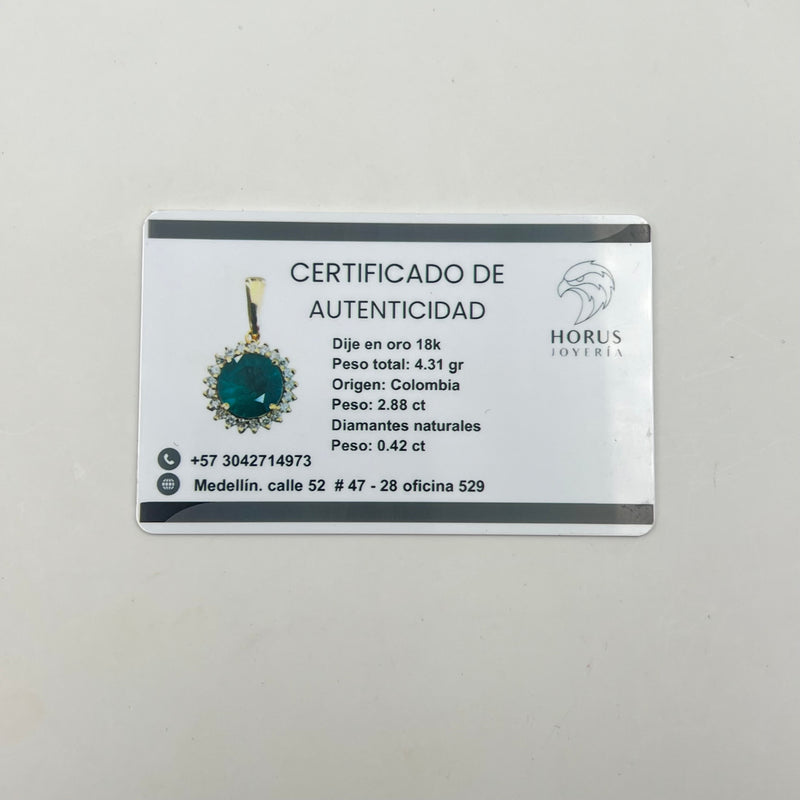 CERTIFICADO DE
AUTENTICIDAD
HORUS
JOYERÍA
Dije en oro 18k
Peso total: 4.31 gr
Origen: Colombia
Peso: 2.88 ct
Diamantes naturales
Peso: 0.42 ct
+57 3042714973
Medellín. calle 52 # 47 - 28 oficina 529